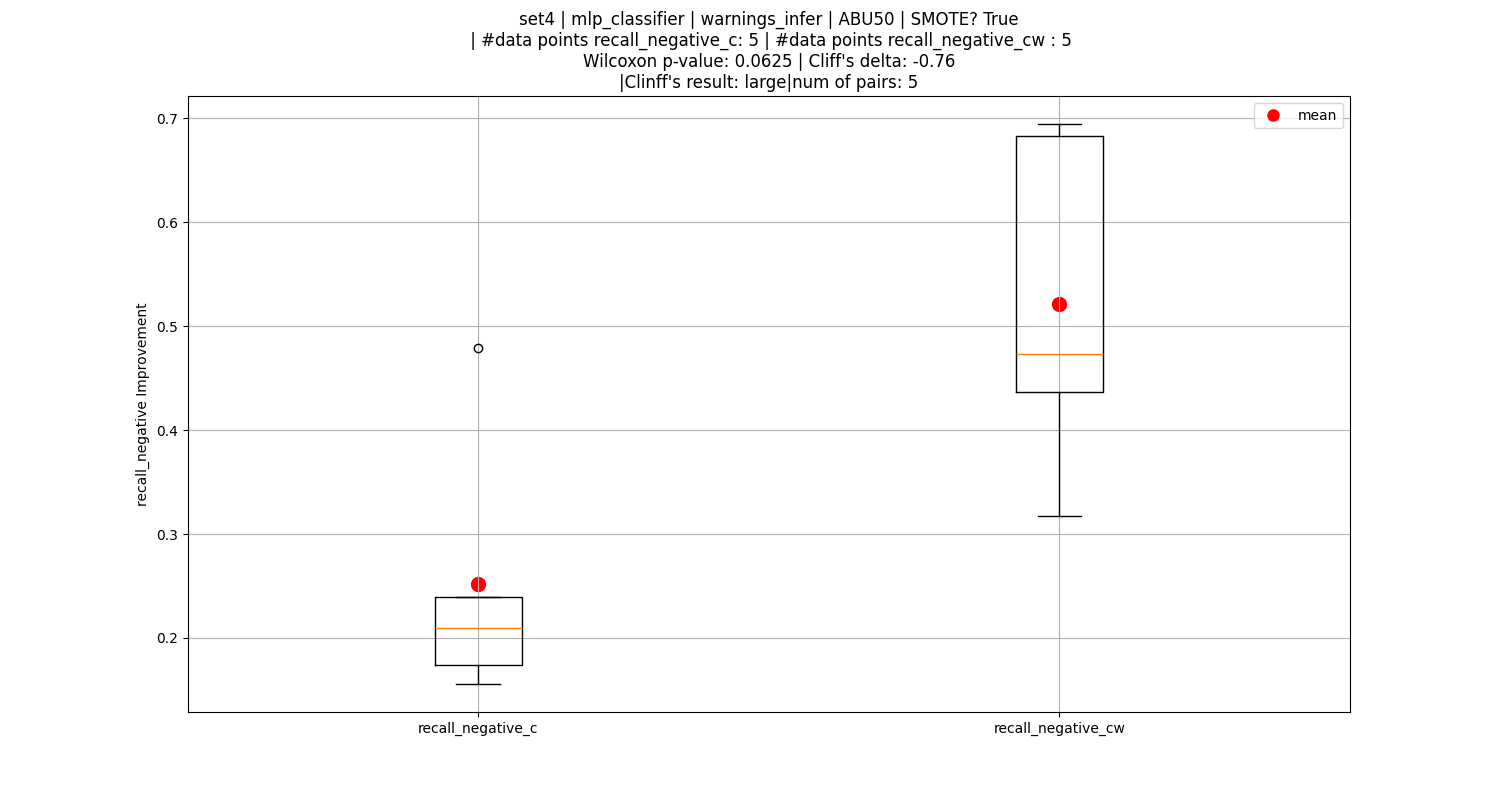 set4 | mlp_classifier | warnings_infer | ABU50 | SMOTE? True
| #data points recall_negative_c: 5 | #data points recall_negative_cw : 5
Wilcoxon p-value: 0.0625 | Cliff's delta: -0.76
|Clinff's result: large|num of pairs: 5
mean
0.7
0.6
0.5
0.4
0.3
0.2
recall_negative Improvement
recall_negative_c
recall_negative_cw